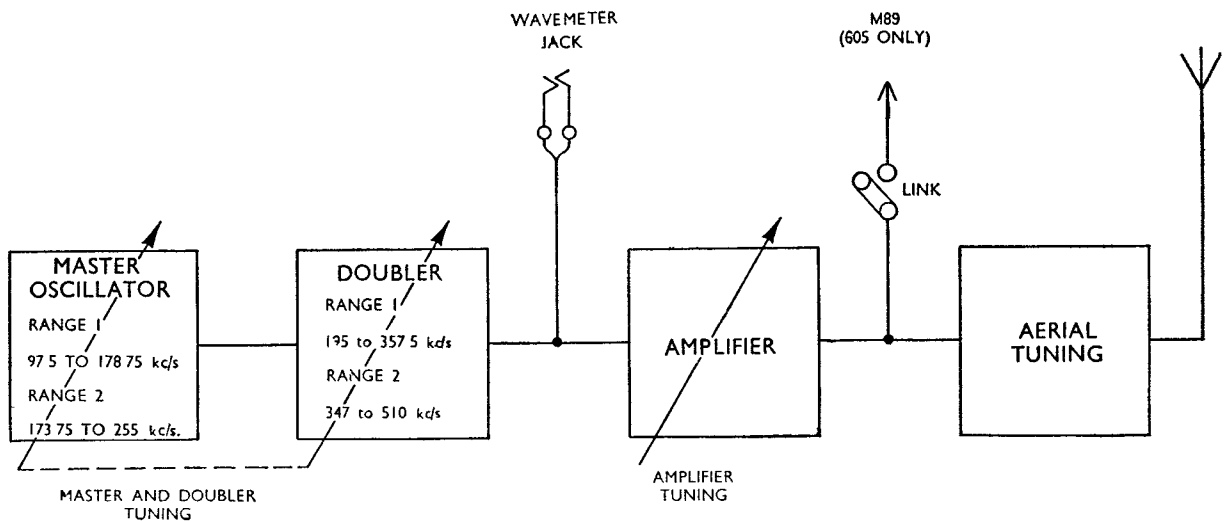 WAVEMETER
JACK
M89
(605 ONLY)
LINK
MASTER
OSCILLATOR
RANGE 1
97 5 TO 178 75 kc/s
RANGE 2
173 75 TO 255 kc/s.
DOUBLER
RANGE 1
195 to 357 5 kc/s
RANGE 2
347 to 510 kc/s
AMPLIFIER
AERIAL
TUNING
MASTER AND DOUBLER
TUNING
AMPLIFIER
TUNING